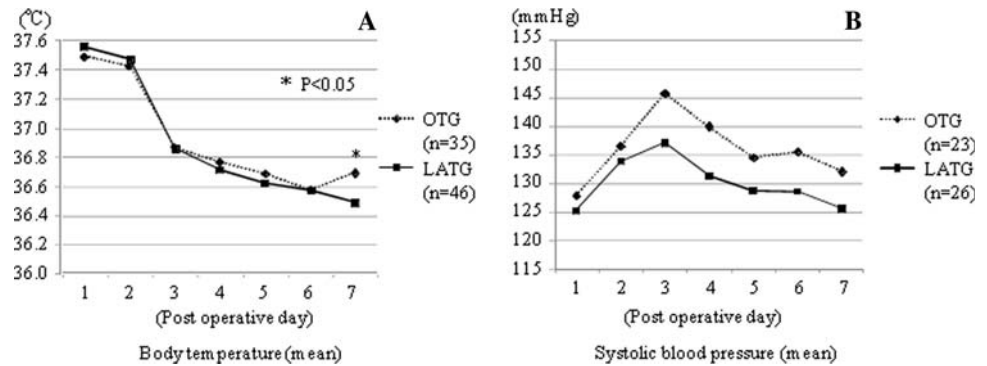 (℃)
A
37.6
37.4
37.2
37.0
36.8
36.6
36.4
36.2
36.0
* P<0.05
*
OTG
(n=35)
LATG
(n=46)
1 2 3 4 5 6 7
(Post operative day)
Body temperature (mean)
(mmHg)
B
155
150
145
140
135
130
125
120
115
OTG
(n=23)
LATG
(n=26)
1 2 3 4 5 6 7
(Post operative day)
Systolic blood pressure (mean)